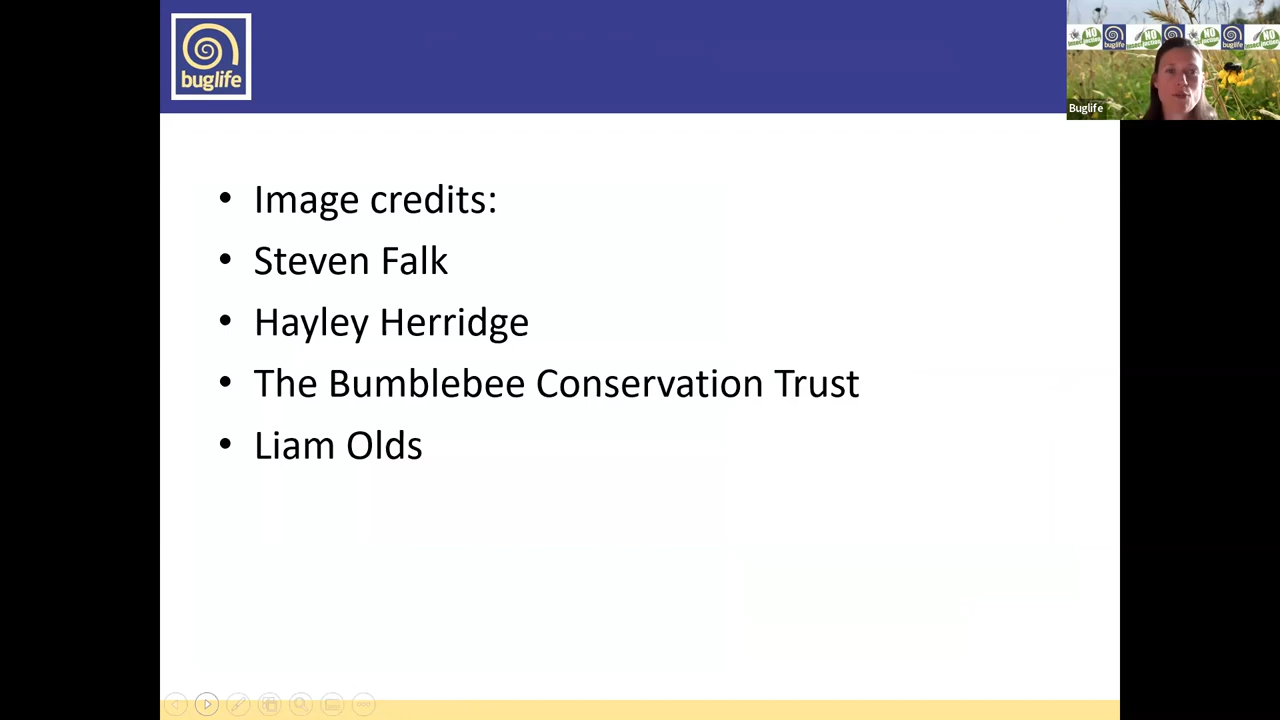 buglife
Buglife
• Image credits:
• Steven Falk
• Hayley Herridge
• The Bumblebee Conservation Trust
• Liam Olds